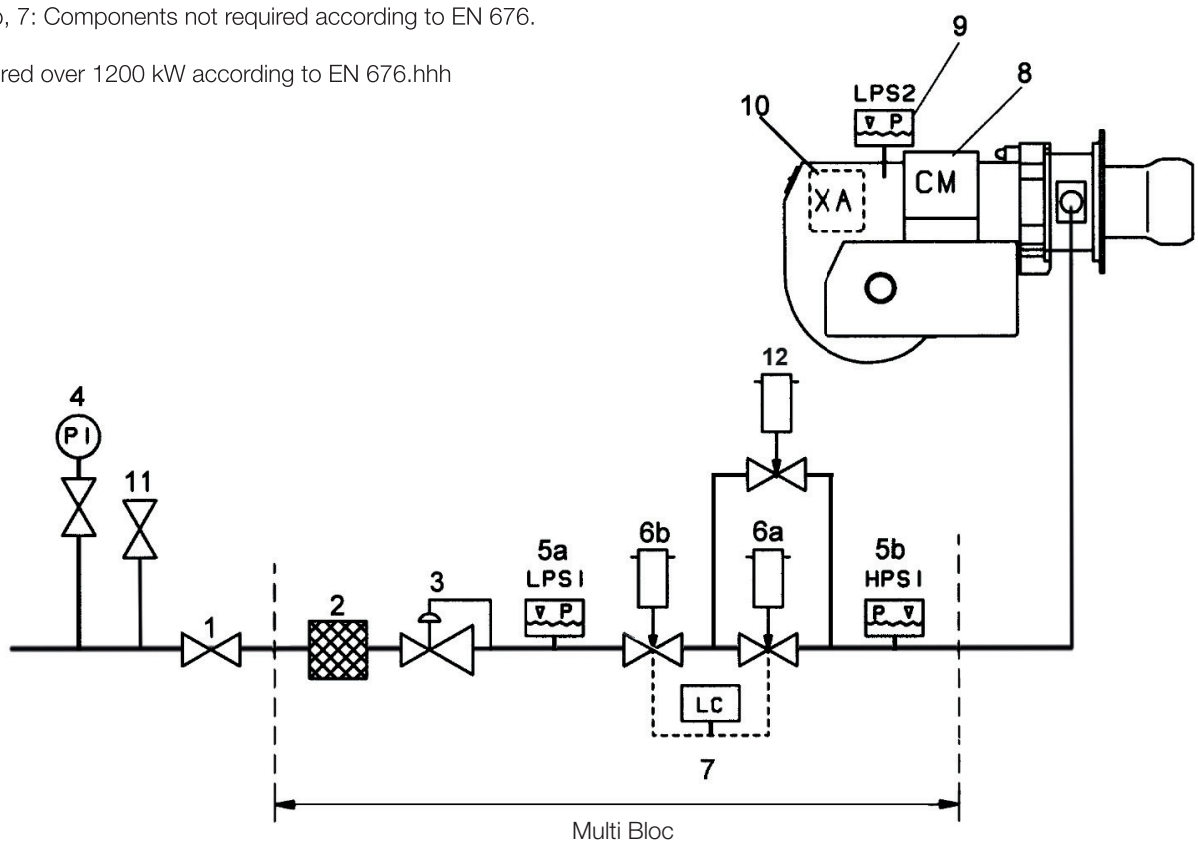 , 7: Components not required according to EN 676.
red over 1200 kW according to EN 676.hhh
9
8
LPS2
10
P
CM
XA
12
4
PI
11
6b
6a
5a
5b
LPS1
HPS1
3
P
P
2
1
LC
7
Multi Bloc